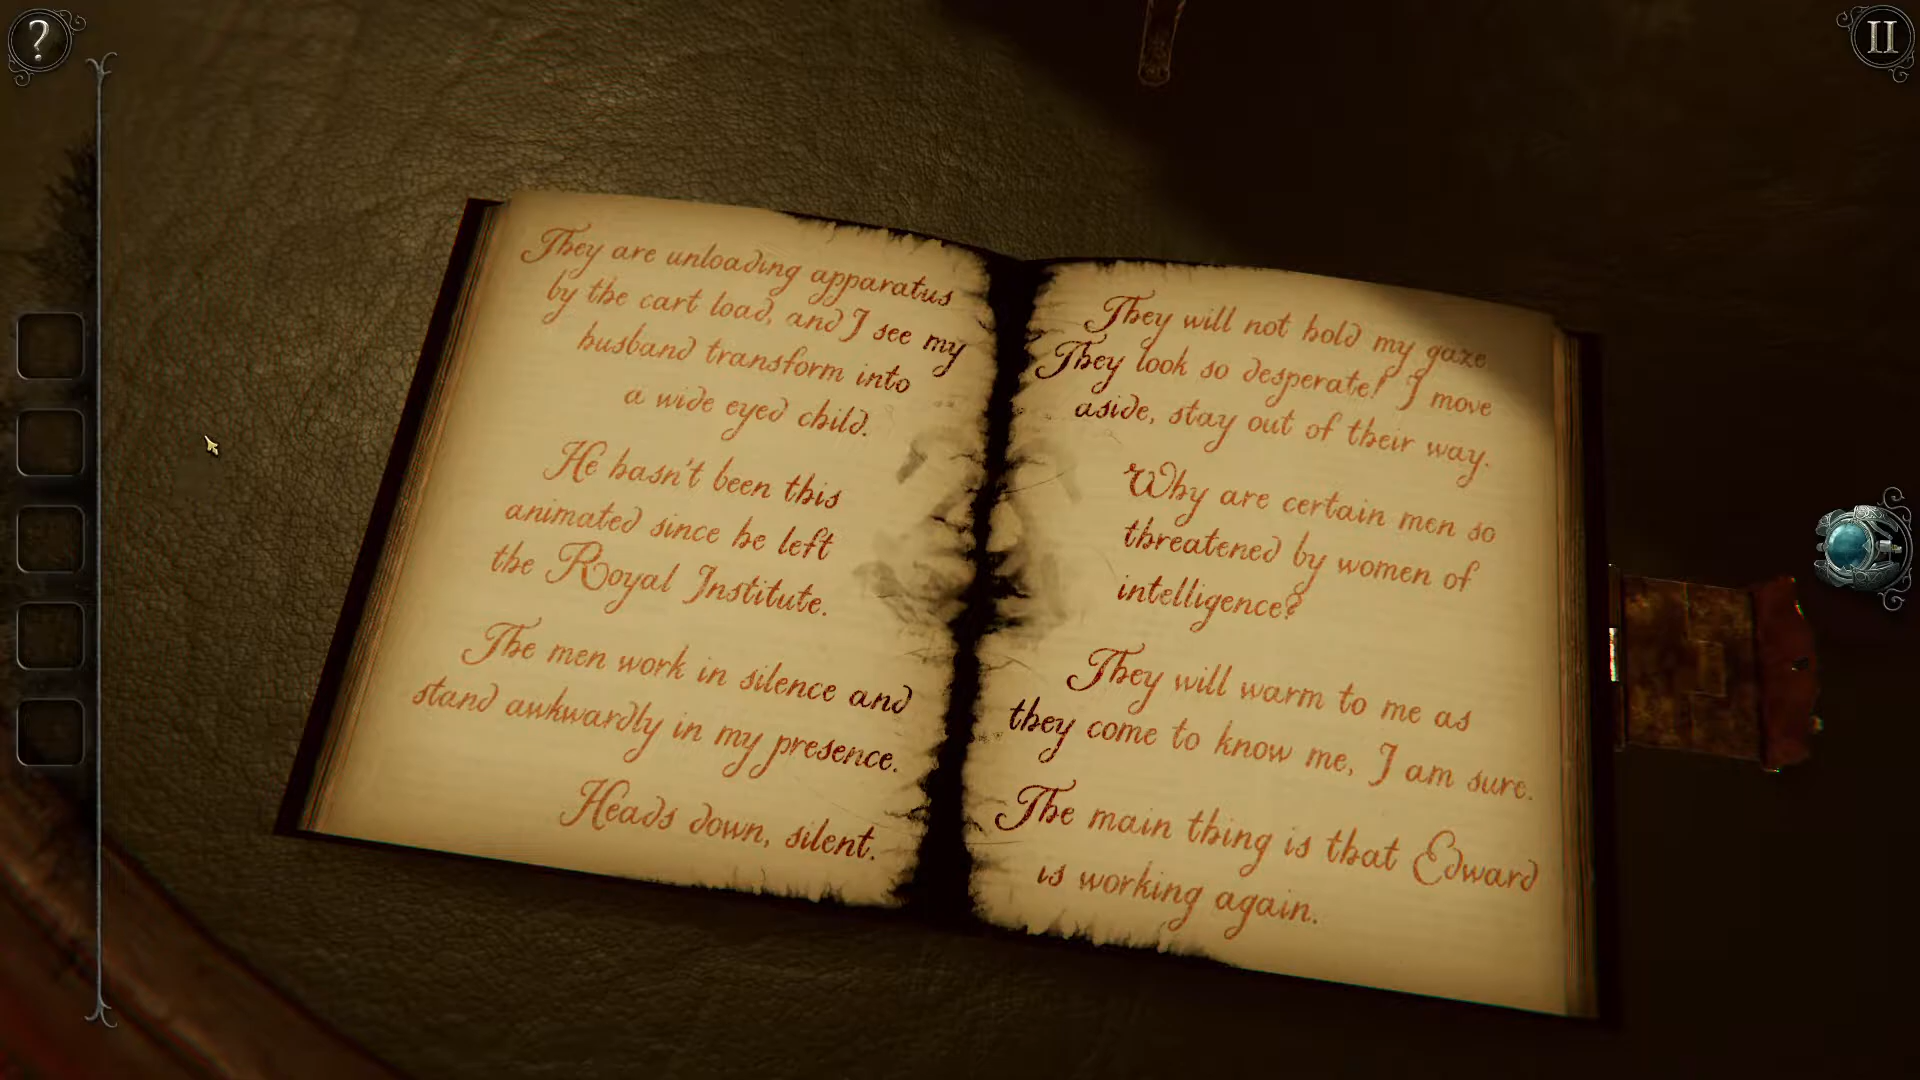 They are unloading apparatus
by the cart load, and I see my
husband transform into
a wide eyed child.
He hasn't been this
animated since he left
the Royal Institute.
The men work in silence and
stand awkwardly in my presence.
Heads down, silent.
They will not hold my gaze
They look so desperate! I move
aside, stay out of their way.
Why are certain men so
threatened by women of
intelligence?
They will warm to me as
they come to know me, I am sure.
The main thing is that Edward
is working again.
?
II